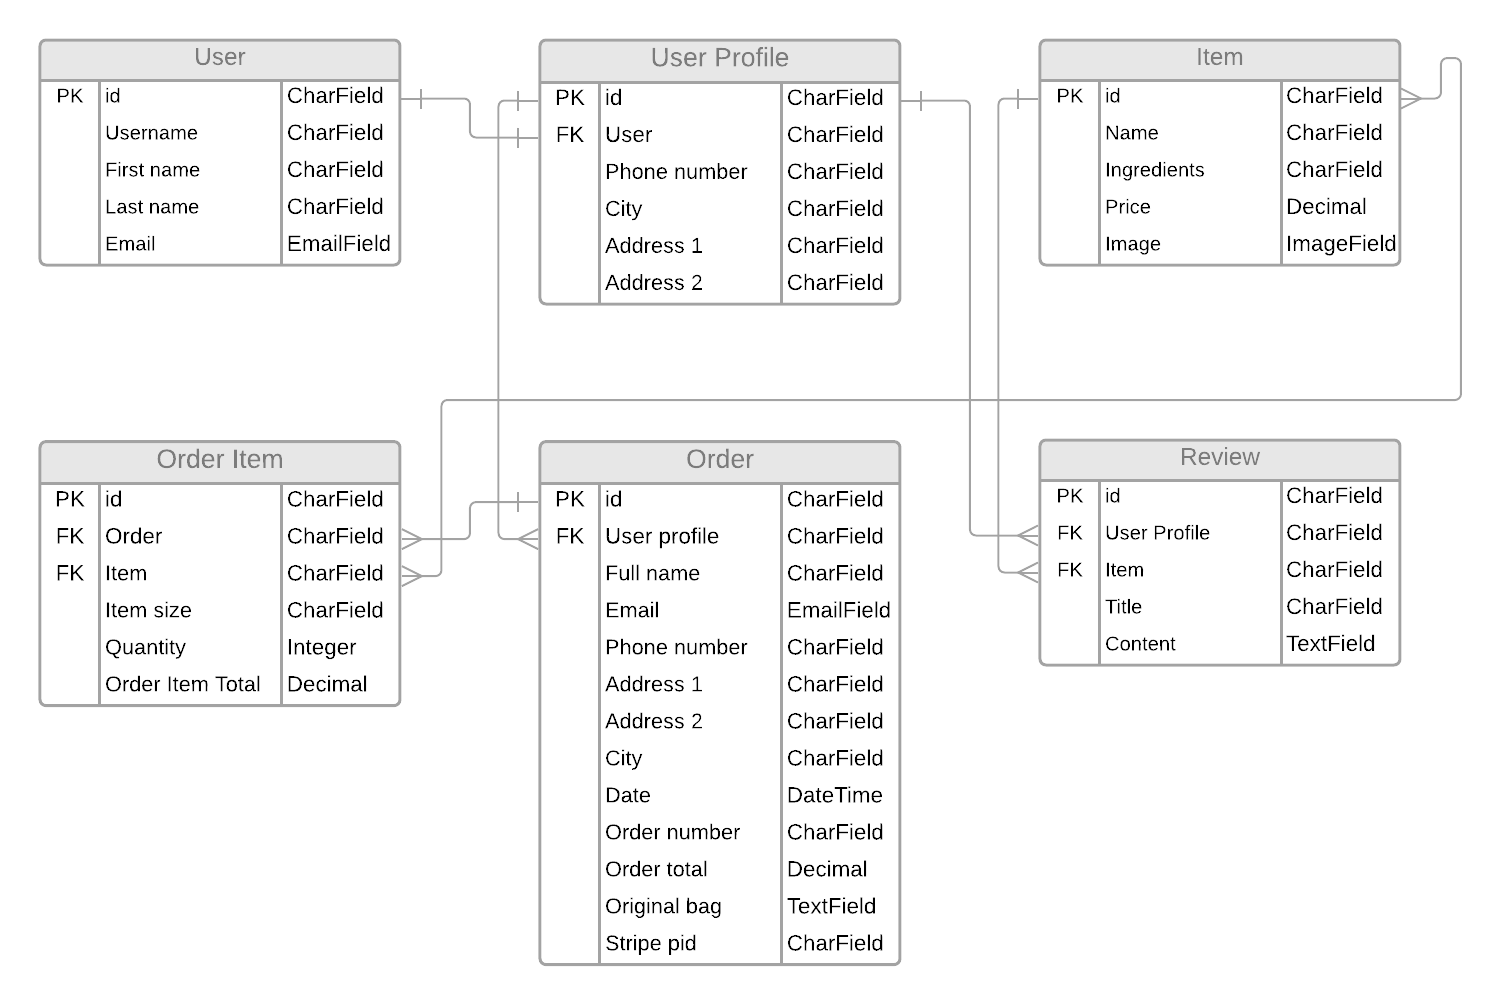 User
PK id CharField
Username CharField
First name CharField
Last name CharField
Email EmailField
User Profile
PK id CharField
FK User CharField
Phone number CharField
City CharField
Address 1 CharField
Address 2 CharField
Item
PK id CharField
Name CharField
Ingredients CharField
Price Decimal
Image ImageField
Order Item
PK id CharField
FK Order CharField
FK Item CharField
Item size CharField
Quantity Integer
Order Item Total Decimal
Order
PK id CharField
FK User profile CharField
Full name CharField
Email EmailField
Phone number CharField
Address 1 CharField
Address 2 CharField
City CharField
Date DateTime
Order number CharField
Order total Decimal
Original bag TextField
Stripe pid CharField
Review
PK id CharField
FK User Profile CharField
FK Item CharField
Title CharField
Content TextField